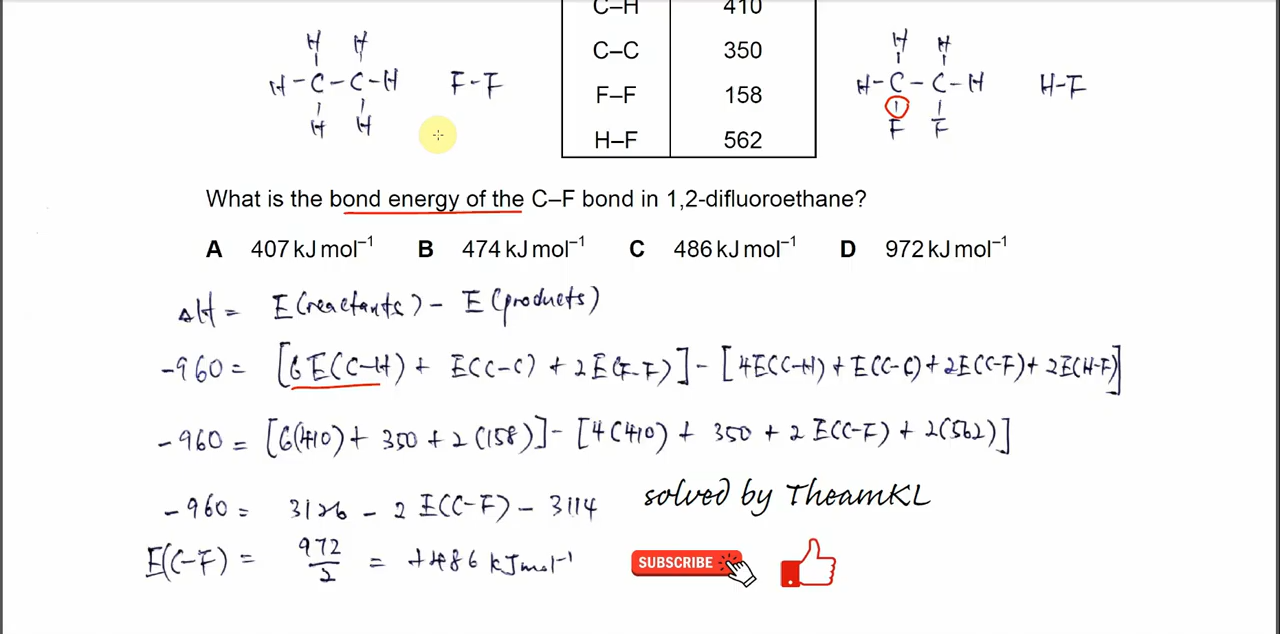 C–H 410
H H
H–C–C–H F–F
H H
C–C 350
F–F 158
H–F 562
H H
H–C–C–H H–F
F F
What is the bond energy of the C–F bond in 1,2-difluoroethane?
A 407 kJ mol⁻¹ B 474 kJ mol⁻¹ C 486 kJ mol⁻¹ D 972 kJ mol⁻¹
ΔH = E(reactants) – E(products)
-960 = [6E(C-H) + E(C-C) + 2E(F-F)] - [4E(C-H) + E(C-C) + 2E(C-F) + 2E(H-F)]
-960 = [6(410) + 350 + 2(158)] - [4(410) + 350 + 2E(C-F) + 2(562)]
-960 = 3126 - 2E(C-F) - 3114
solved by TheamKL
E(C-F) = 972/2 = +486 kJmol⁻¹
SUBSCRIBE